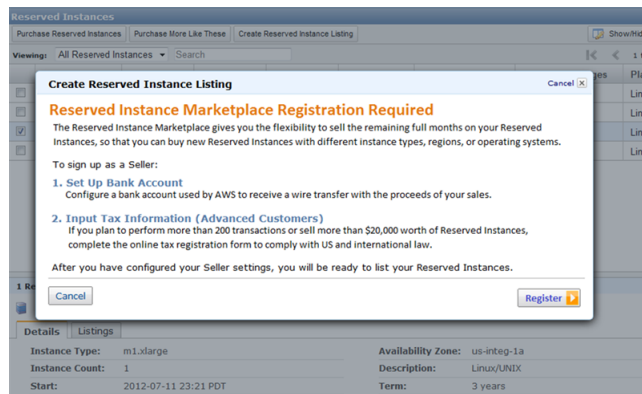 Reserved Instances
Purchase Reserved Instances Purchase More Like These Create Reserved Instance Listing Show/Hid
Viewing: All Reserved Instances Search 1 t
Create Reserved Instance Listing Cancel
ges Pla
Reserved Instance Marketplace Registration Required
Lin
The Reserved Instance Marketplace gives you the flexibility to sell the remaining full months on your Reserved
Lin
Instances, so that you can buy new Reserved Instances with different instance types, regions, or operating systems.
Lin
To sign up as a Seller:
Lin
1. Set Up Bank Account
Configure a bank account used by AWS to receive a wire transfer with the proceeds of your sales.
2. Input Tax Information (Advanced Customers)
If you plan to perform more than 200 transactions or sell more than $20,000 worth of Reserved Instances,
complete the online tax registration form to comply with US and international law.
After you have configured your Seller settings, you will be ready to list your Reserved Instances.
1 Re
Cancel Register
Details Listings
Instance Type: m1.xlarge Availability Zone: us-integ-1a
Instance Count: 1 Description: Linux/UNIX
Start: 2012-07-11 23:21 PDT Term: 3 years